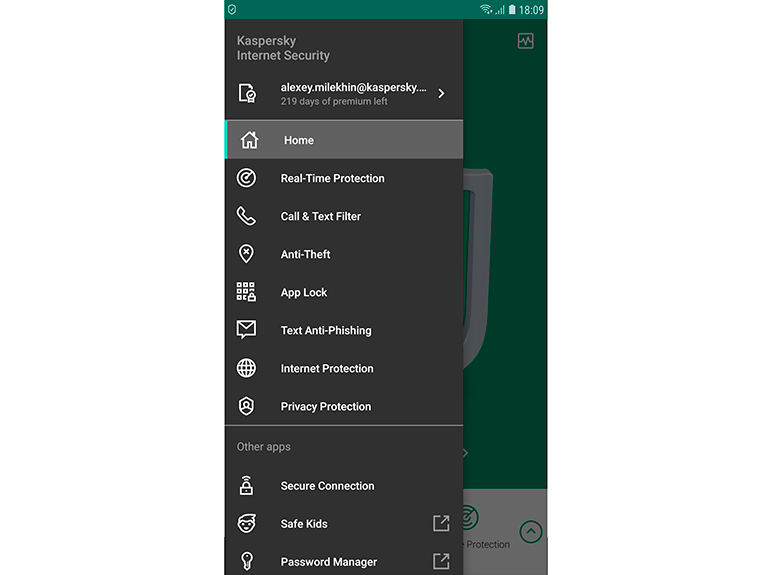 18:09
Kaspersky
Internet Security
alexey.milekhin@kaspersky....
219 days of premium left
Home
Real-Time Protection
Call & Text Filter
Anti-Theft
App Lock
Text Anti-Phishing
Internet Protection
Privacy Protection
Other apps
Secure Connection
Safe Kids
Password Manager
Protection